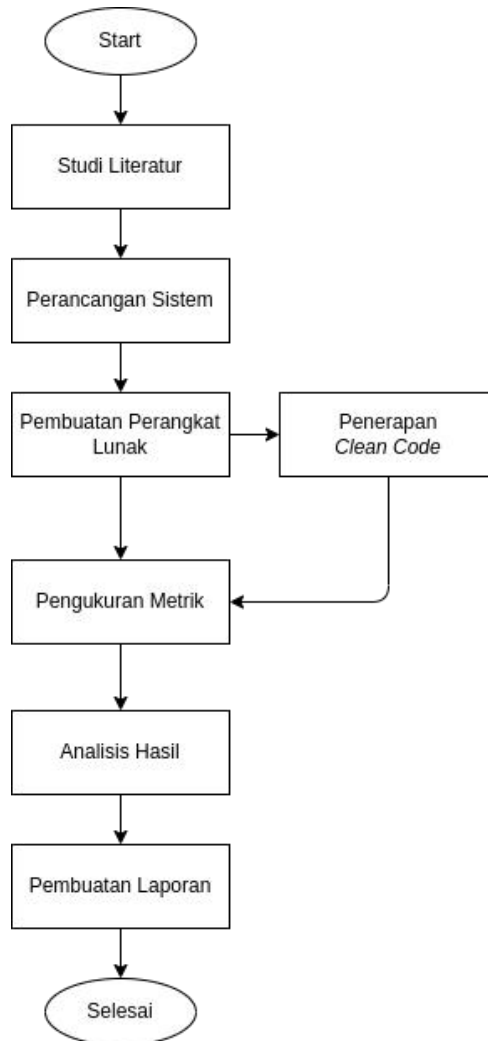 Start
Studi Literatur
Perancangan Sistem
Pembuatan Perangkat
Lunak
Penerapan
Clean Code
Pengukuran Metrik
Analisis Hasil
Pembuatan Laporan
Selesai